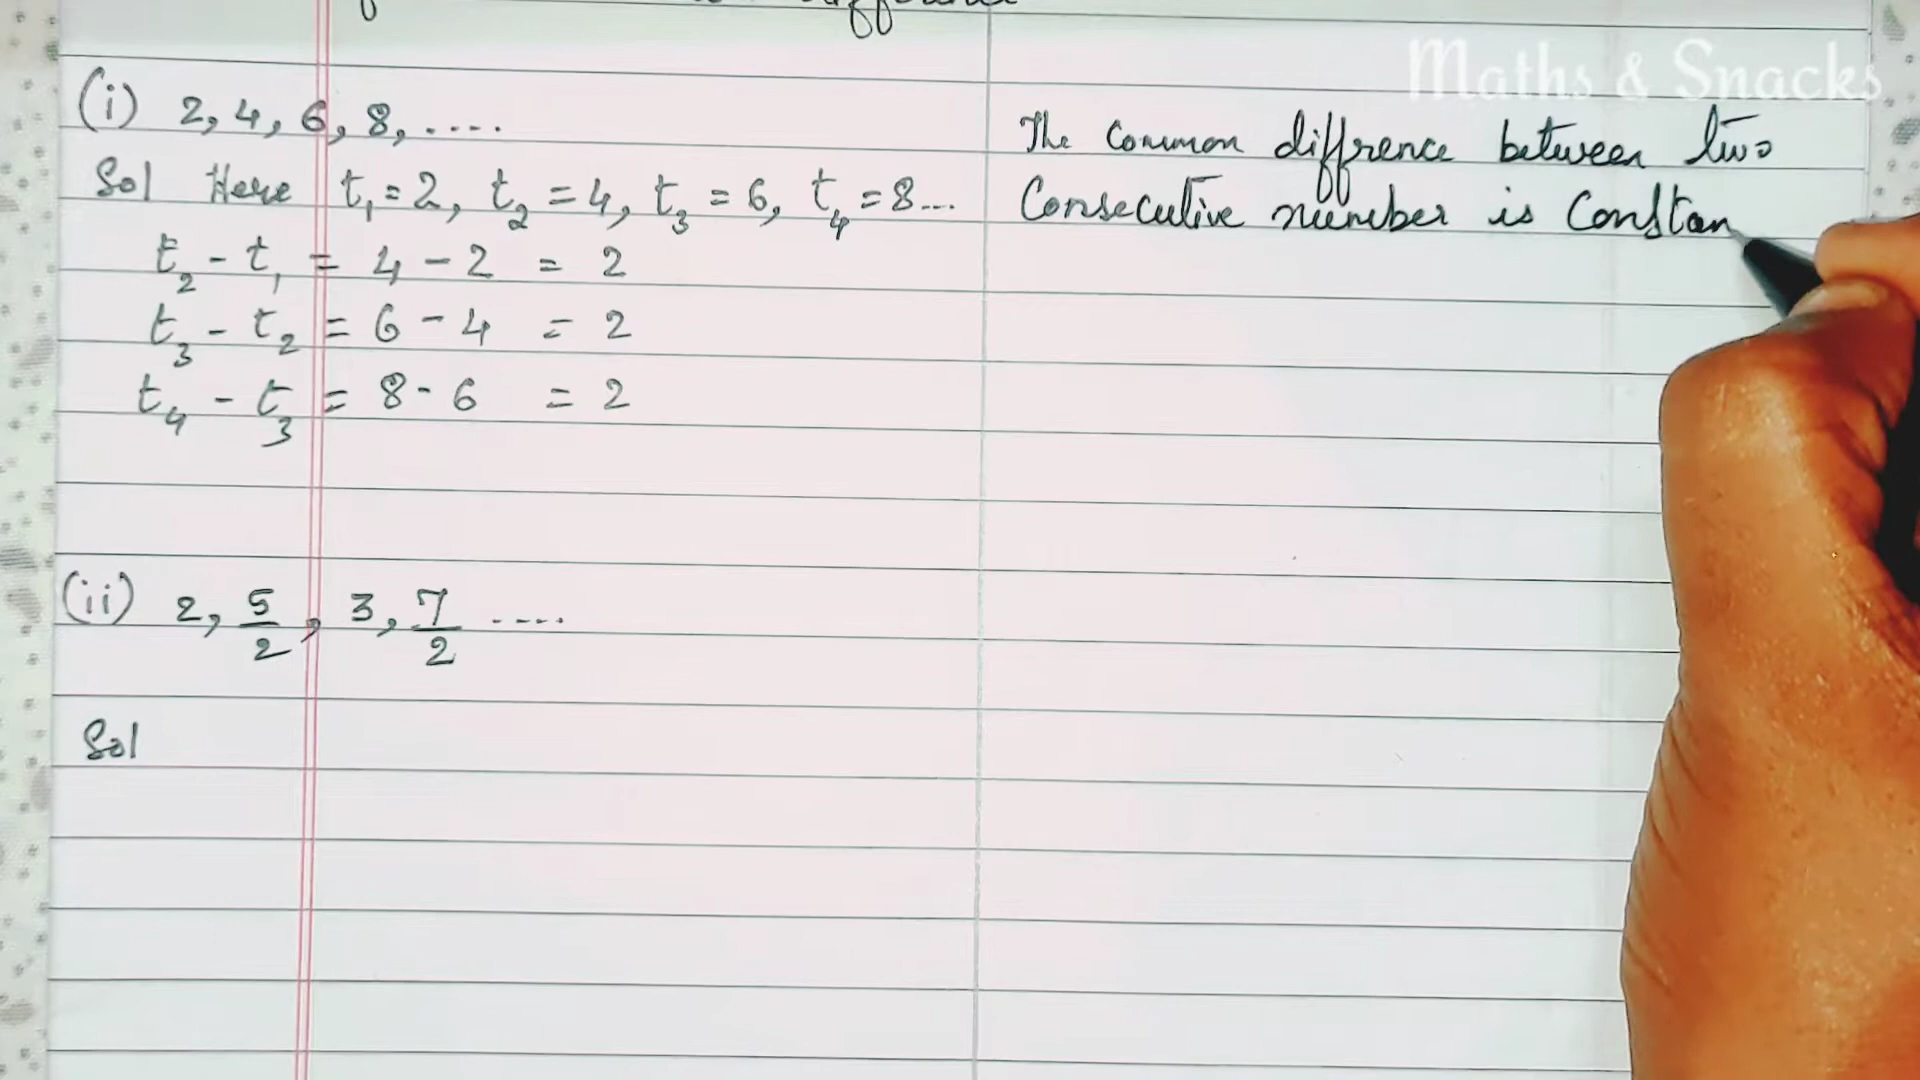 Maths & Snacks
(i) 2, 4, 6, 8, ....
Sol Here t₁ = 2, t₂ = 4, t₃ = 6, t₄ = 8...
t₂ - t₁ = 4 - 2 = 2
t₃ - t₂ = 6 - 4 = 2
t₄ - t₃ = 8 - 6 = 2
The Common diffrence between two
Consecutive number is Constan
(ii) 2, 5/2, 3, 7/2 ....
Sol